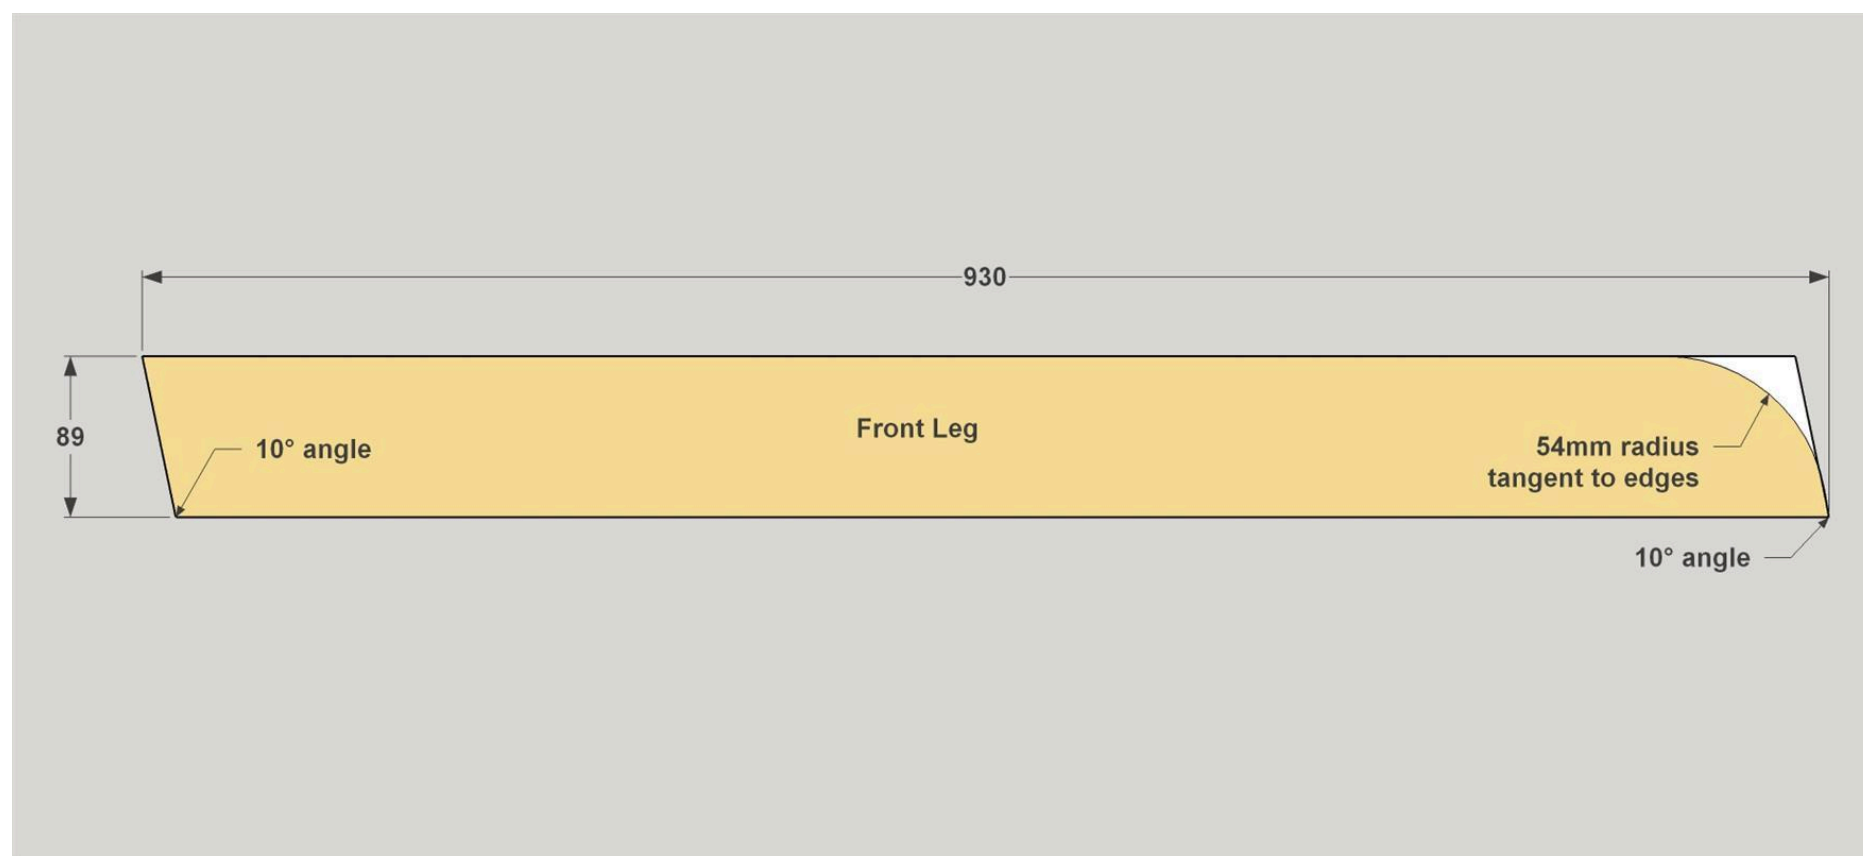 930
89
10° angle
Front Leg
54mm radius
tangent to edges
10° angle